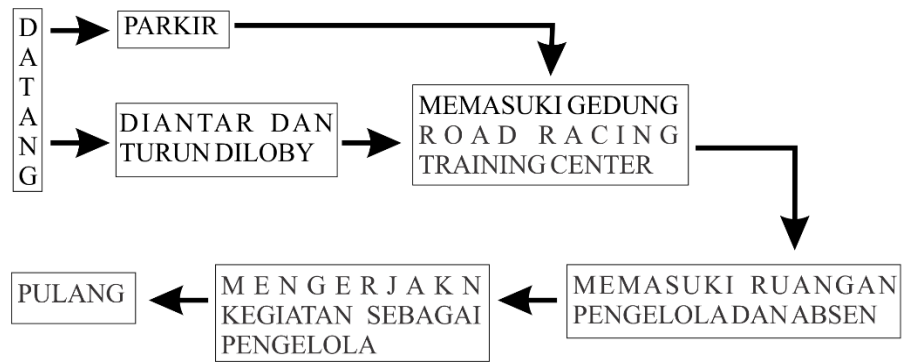 DATANG
PARKIR
DIANTAR DAN
TURUN DILOBY
MEMASUKI GEDUNG
ROAD RACING
TRAINING CENTER
MEMASUKI RUANGAN
PENGELOLA DAN ABSEN
MENGERJAKN
KEGIATAN SEBAGAI
PENGELOLA
PULANG